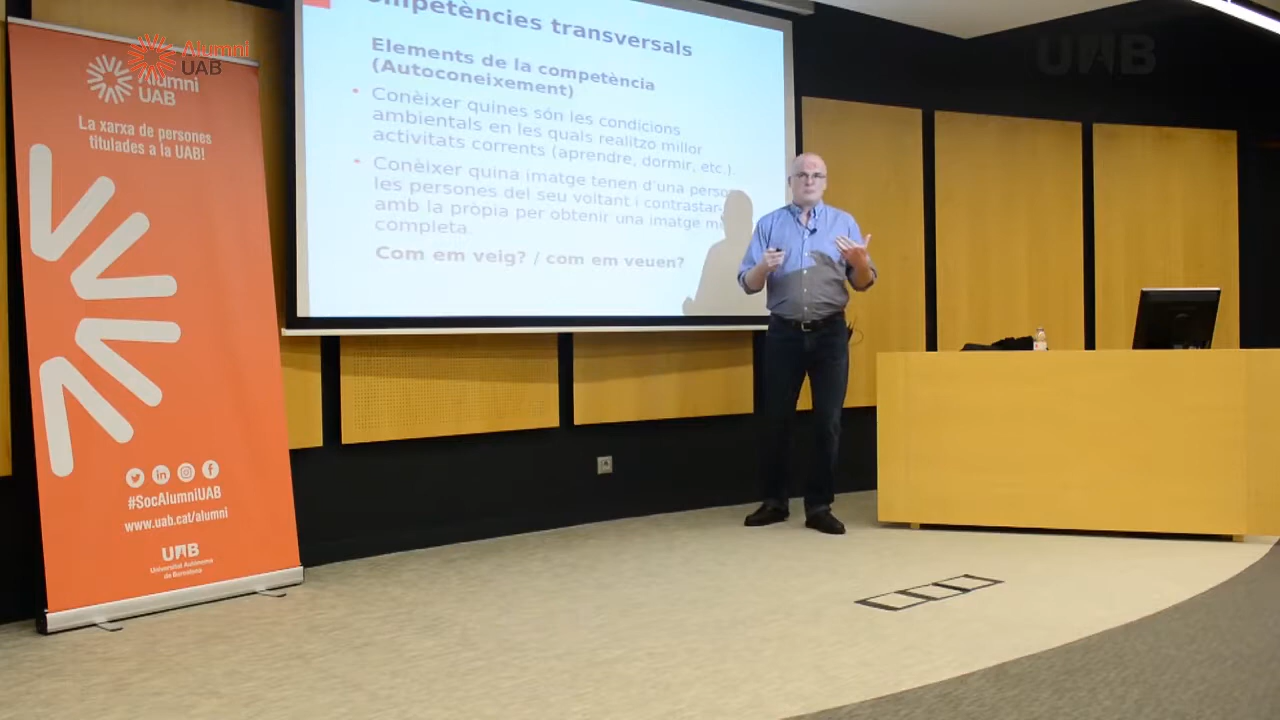 Alumni
UAB
Alumni
UAB
La xarxa de persones
titulades a la UAB!
#SocAlumniUAB
www.uab.cat/alumni
UAB
Universitat Autònoma
de Barcelona
transversals
Elements de la competència
(Autoconeixement)
• Conèixer quines són les condicions
ambientals en les quals realitzo millor
activitats corrents (aprendre, dormir, etc.).
• Conèixer quina imatge tenen d'una
les persones del seu voltant i
amb la pròpia per obtenir una imatge
completa.
Com em veig? / com em veuen?
UAB